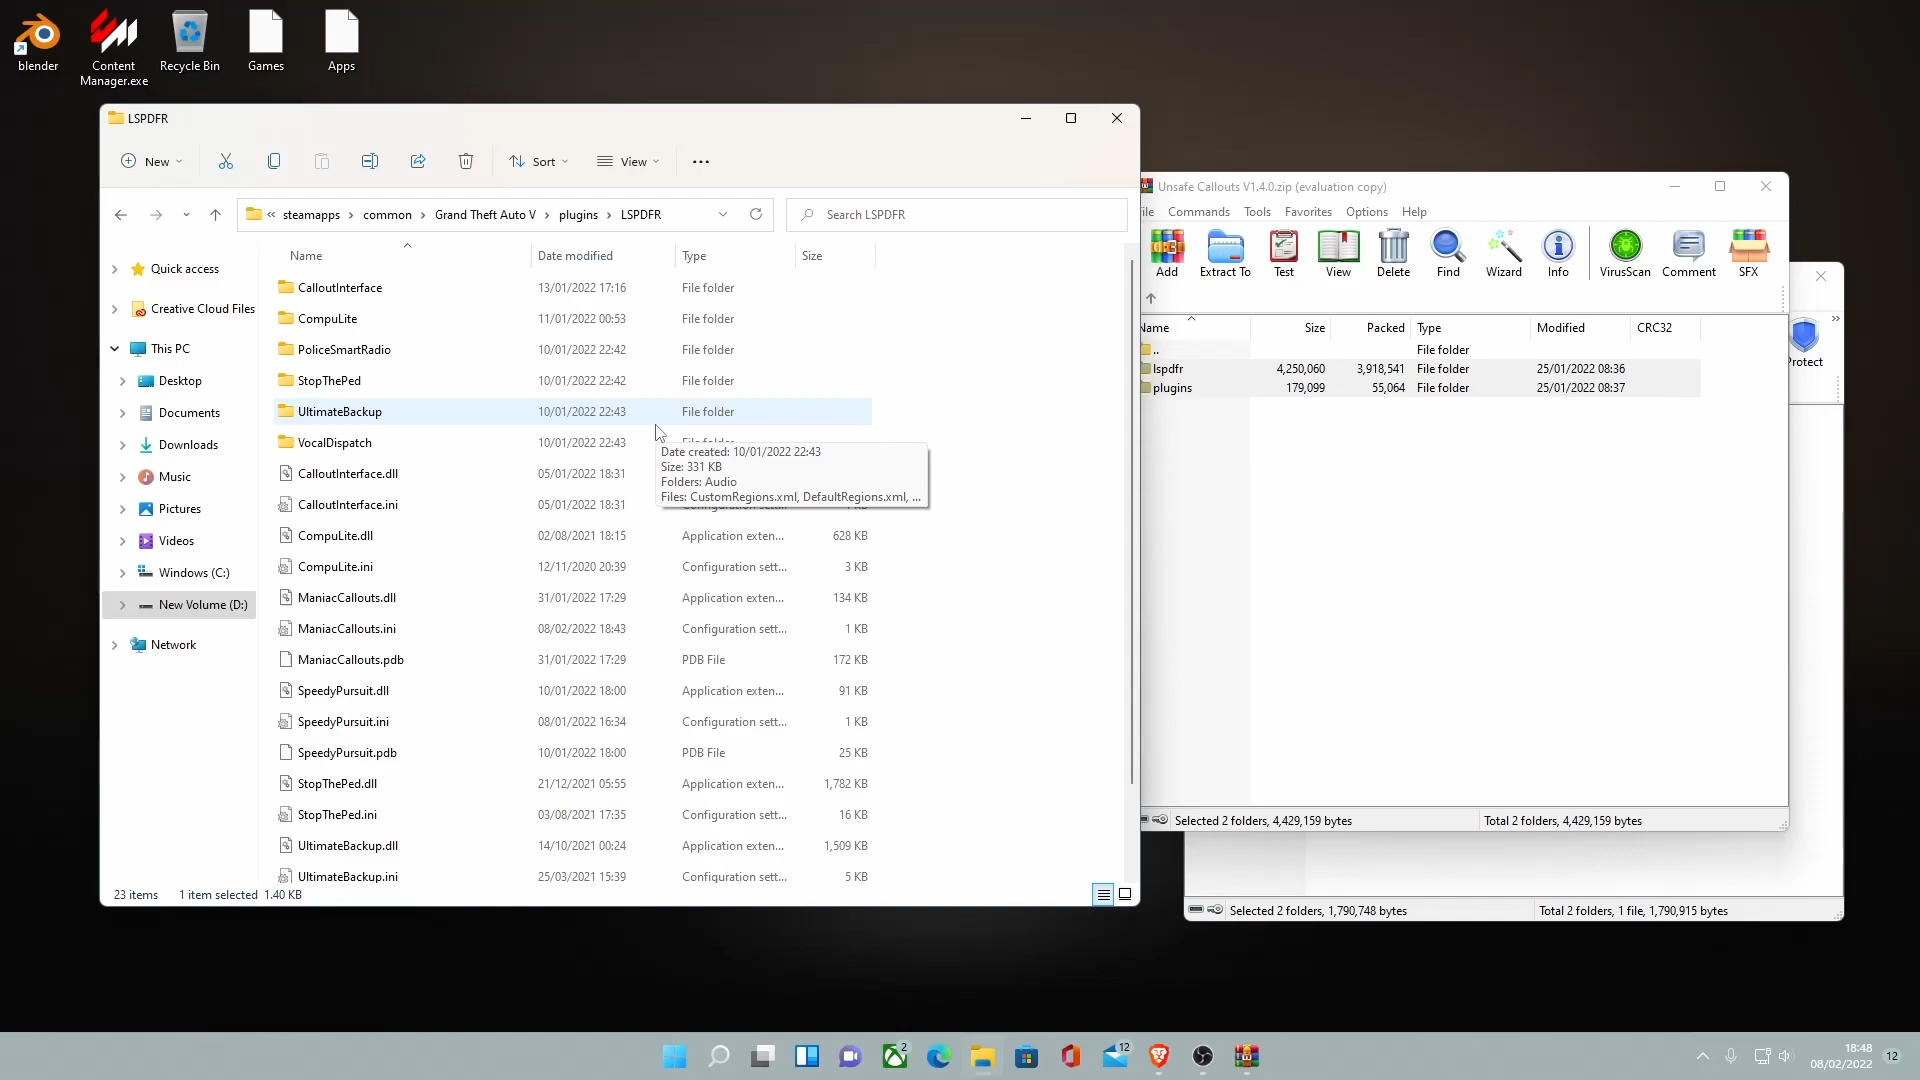 blender
Content
Manager.exe
Recycle Bin
Games
Apps
LSPDFR
New
Sort
View
« steamapps > common > Grand Theft Auto V > plugins > LSPDFR
Search LSPDFR
Quick access
Creative Cloud Files
This PC
Desktop
Documents
Downloads
Music
Pictures
Videos
Windows (C:)
New Volume (D:)
Network
Name Date modified Type Size
CalloutInterface 13/01/2022 17:16 File folder
CompuLite 11/01/2022 00:53 File folder
PoliceSmartRadio 10/01/2022 22:42 File folder
StopThePed 10/01/2022 22:42 File folder
UltimateBackup 10/01/2022 22:43 File folder
VocalDispatch 10/01/2022 22:43
CalloutInterface.dll 05/01/2022 18:31
CalloutInterface.ini 05/01/2022 18:31
CompuLite.dll 02/08/2021 18:15 Application exten... 628 KB
CompuLite.ini 12/11/2020 20:39 Configuration sett... 3 KB
ManiacCallouts.dll 31/01/2022 17:29 Application exten... 134 KB
ManiacCallouts.ini 08/02/2022 18:43 Configuration sett... 1 KB
ManiacCallouts.pdb 31/01/2022 17:29 PDB File 172 KB
SpeedyPursuit.dll 10/01/2022 18:00 Application exten... 91 KB
SpeedyPursuit.ini 08/01/2022 16:34 Configuration sett... 1 KB
SpeedyPursuit.pdb 10/01/2022 18:00 PDB File 25 KB
StopThePed.dll 21/12/2021 05:55 Application exten... 1,782 KB
StopThePed.ini 03/08/2021 17:35 Configuration sett... 16 KB
UltimateBackup.dll 14/10/2021 00:24 Application exten... 1,509 KB
UltimateBackup.ini 25/03/2021 15:39 Configuration sett... 5 KB
Date created: 10/01/2022 22:43
Size: 331 KB
Folders: Audio
Files: CustomRegions.xml, DefaultRegions.xml, ...
23 items 1 item selected 1.40 KB
Unsafe Callouts V1.4.0.zip (evaluation copy)
ile Commands Tools Favorites Options Help
Add Extract To Test View Delete Find Wizard Info VirusScan Comment SFX
Name Size Packed Type Modified CRC32
.. File folder
lspdfr 4,250,060 3,918,541 File folder 25/01/2022 08:36
plugins 179,099 55,064 File folder 25/01/2022 08:37
Selected 2 folders, 4,429,159 bytes Total 2 folders, 4,429,159 bytes
»
Protect
Selected 2 folders, 1,790,748 bytes Total 2 folders, 1 file, 1,790,915 bytes
2
12
18:48
08/02/2022
12